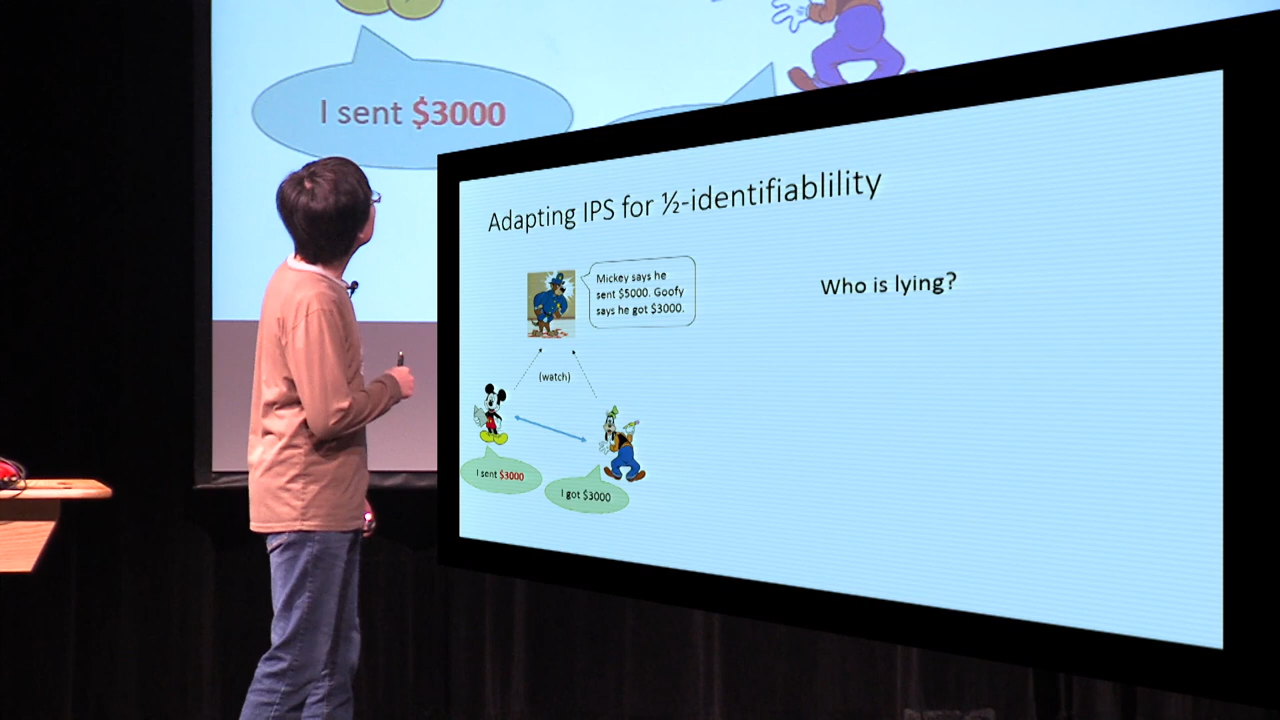 I sent $3000
Adapting IPS for ½-identifiablility
Mickey says he
sent $5000. Goofy
says he got $3000.
Who is lying?
(watch)
I sent $3000
I got $3000